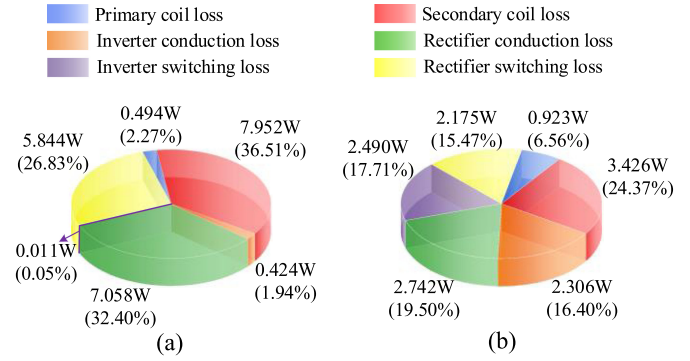 Primary coil loss
Secondary coil loss
Inverter conduction loss
Rectifier conduction loss
Inverter switching loss
Rectifier switching loss
0.494W
(2.27%)
7.952W
(36.51%)
5.844W
(26.83%)
0.011W
(0.05%)
7.058W
(32.40%)
0.424W
(1.94%)
(a)
2.175W
(15.47%)
0.923W
(6.56%)
2.490W
(17.71%)
3.426W
(24.37%)
2.742W
(19.50%)
2.306W
(16.40%)
(b)